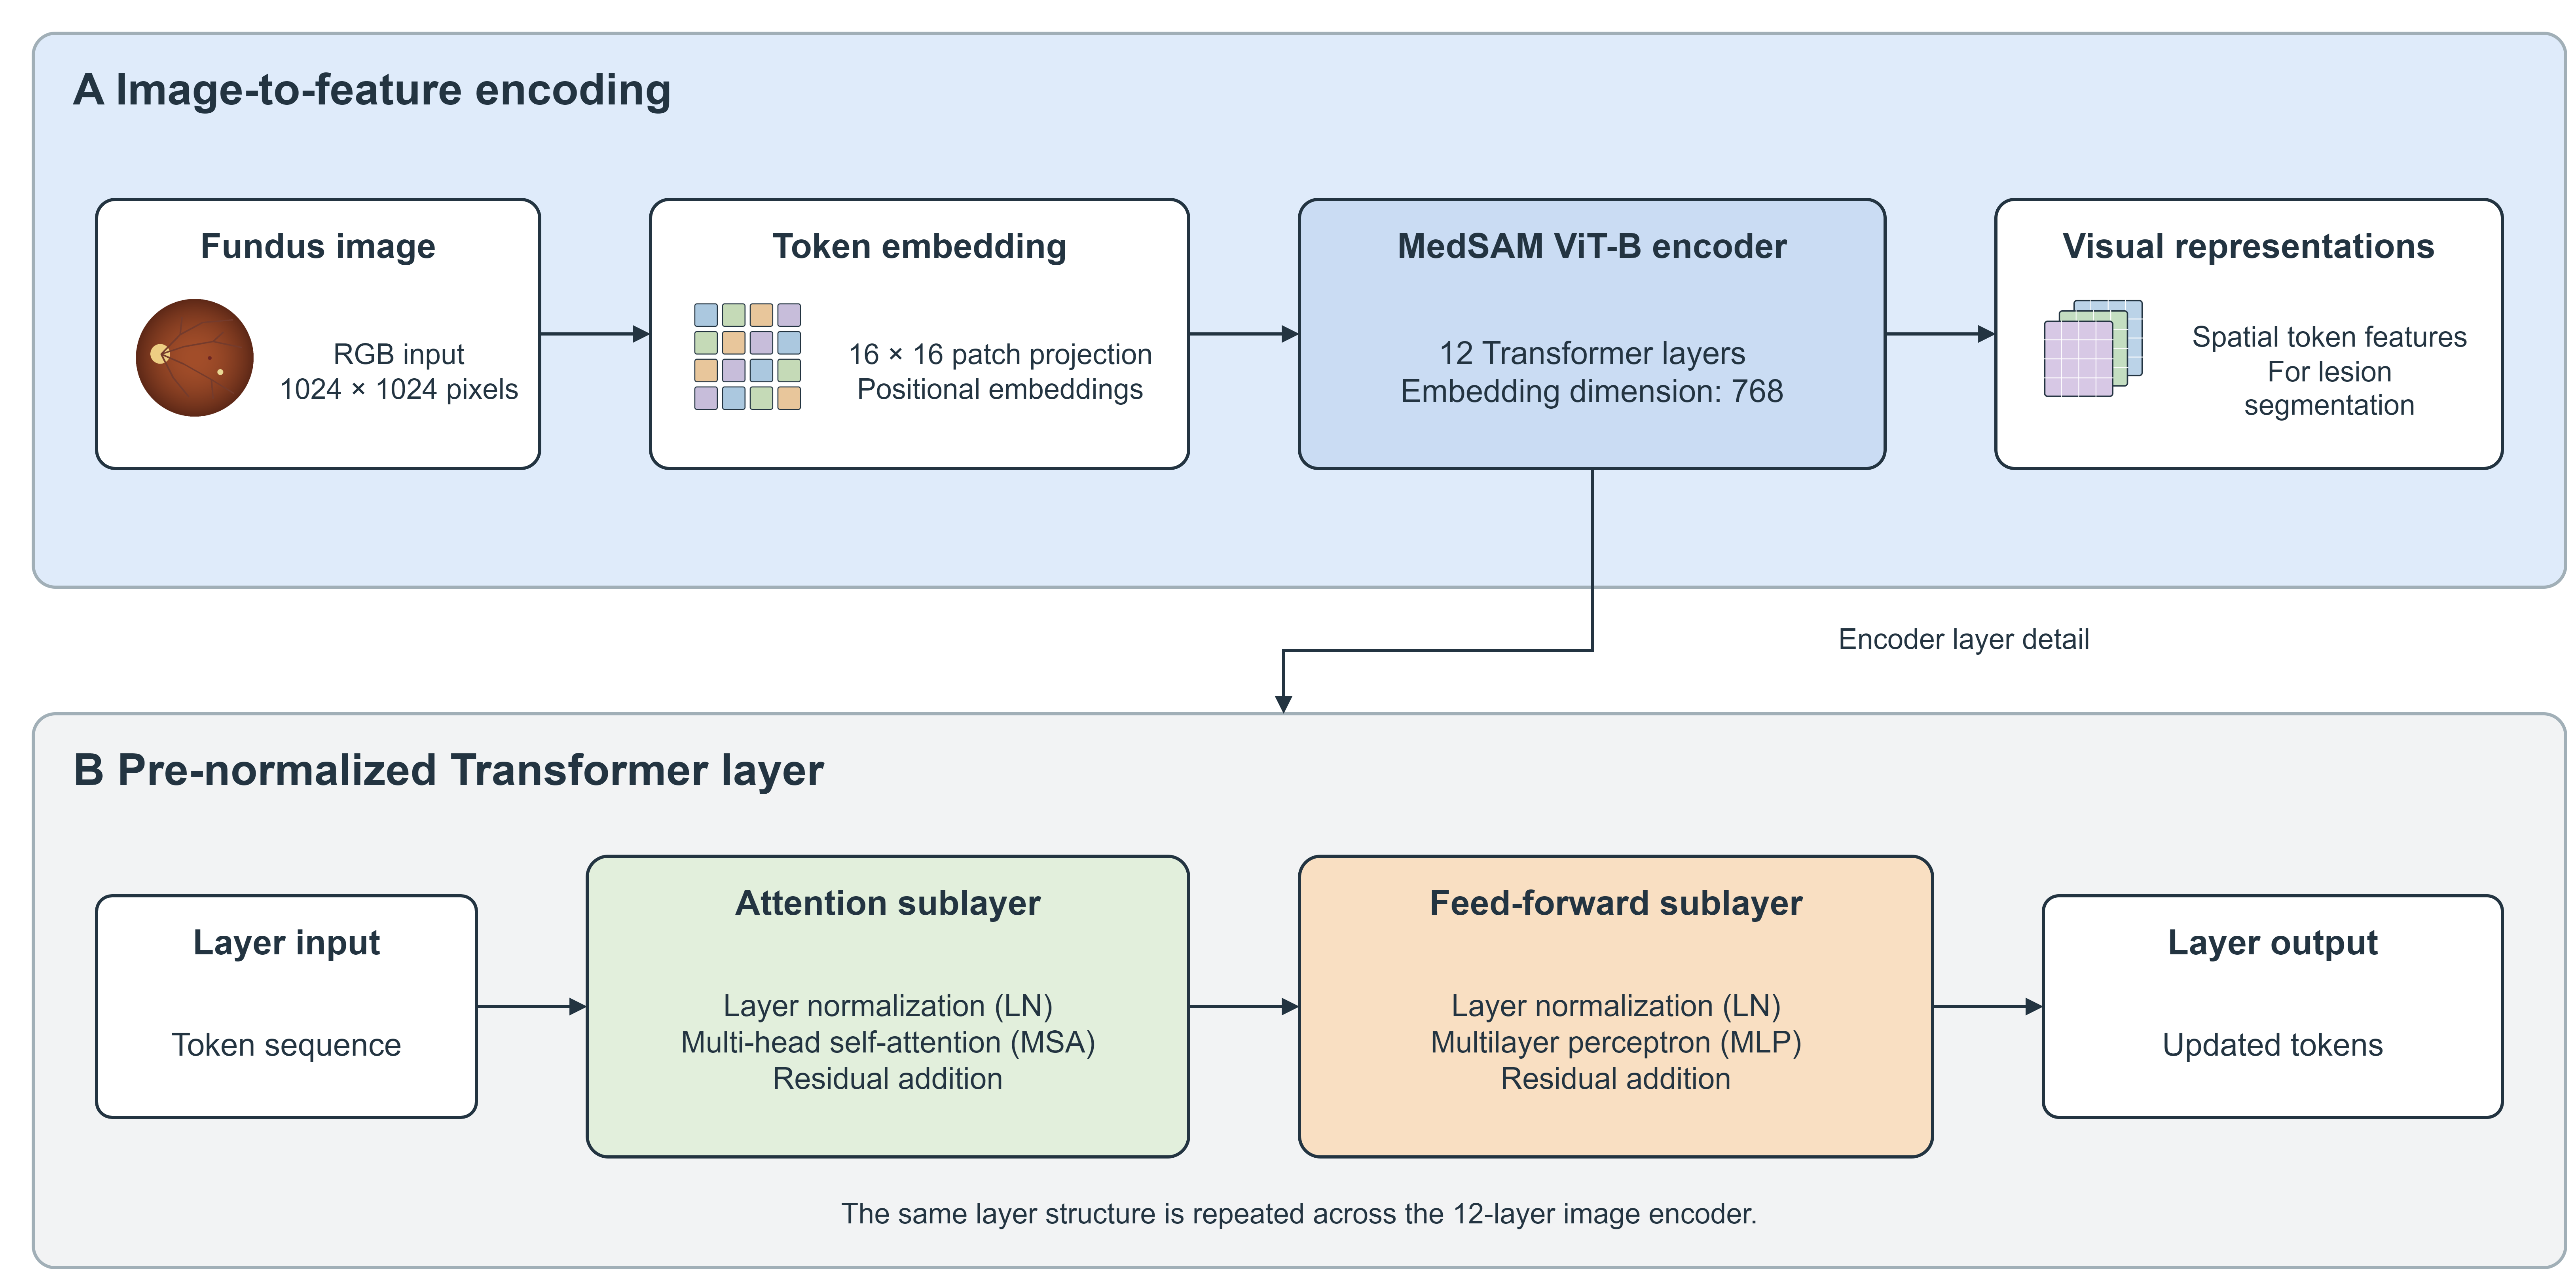 A Image-to-feature encoding
Fundus image
RGB input
1024 × 1024 pixels
Token embedding
16 × 16 patch projection
Positional embeddings
MedSAM ViT-B encoder
12 Transformer layers
Embedding dimension: 768
Visual representations
Spatial token features
For lesion
segmentation
Encoder layer detail
B Pre-normalized Transformer layer
Layer input
Token sequence
Attention sublayer
Layer normalization (LN)
Multi-head self-attention (MSA)
Residual addition
Feed-forward sublayer
Layer normalization (LN)
Multilayer perceptron (MLP)
Residual addition
Layer output
Updated tokens
The same layer structure is repeated across the 12-layer image encoder.